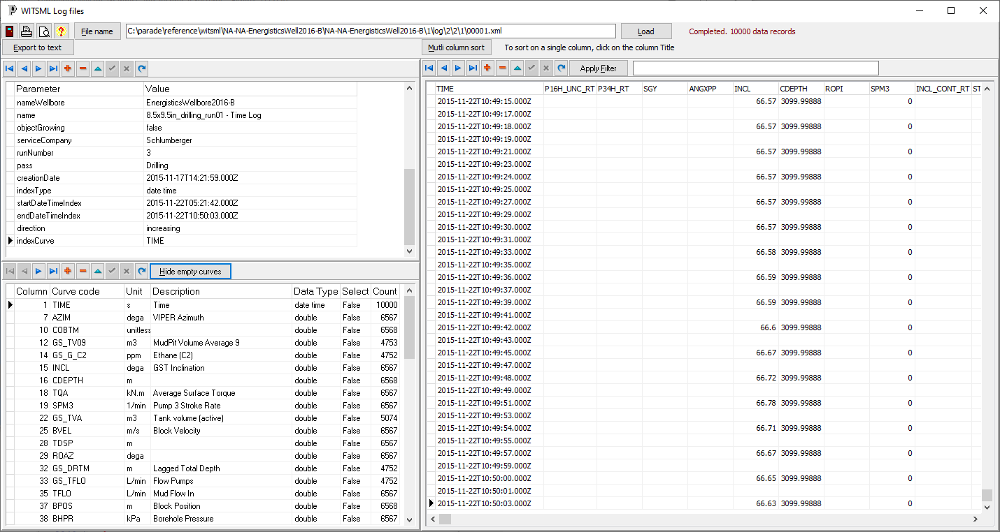 WITSML Log files
File name C:\parade\reference\witsml\NA-NA-EnergisticsWell2016-B\NA-NA-EnergisticsWell2016-B\1\log\2\2\1\00001.xml Load Completed. 10000 data records
Export to text Mutli column sort To sort on a single column, click on the column Title
Apply Filter
Parameter Value
nameWellbore EnergisticsWellbore2016-B
name 8.5x9.5in_drilling_run01 - Time Log
objectGrowing false
serviceCompany Schlumberger
runNumber 3
pass Drilling
creationDate 2015-11-17T14:21:59.000Z
indexType date time
startDateTimeIndex 2015-11-22T05:21:42.000Z
endDateTimeIndex 2015-11-22T10:50:03.000Z
direction increasing
indexCurve TIME
Hide empty curves
Column Curve code Unit Description Data Type Select Count
1 TIME s Time date time False 10000
7 AZIM dega VIPER Azimuth double False 6567
10 COBTM unitless double False 6568
12 GS_TV09 m3 MudPit Volume Average 9 double False 4753
14 GS_G_C2 ppm Ethane (C2) double False 4752
15 INCL dega GST Inclination double False 6567
16 CDEPTH m double False 6568
18 TQA kN.m Average Surface Torque double False 6567
19 SPM3 1/min Pump 3 Stroke Rate double False 6567
22 GS_TVA m3 Tank volume (active) double False 5074
25 BVEL m/s Block Velocity double False 6567
28 TDSP m double False 6567
29 ROAZ dega double False 6567
32 GS_DRTM m Lagged Total Depth double False 4752
33 GS_TFLO L/min Flow Pumps double False 4752
35 TFLO L/min Mud Flow In double False 6567
37 BPOS m Block Position double False 6568
38 BHPR kPa Borehole Pressure double False 6567
TIME P16H_UNC_RT P34H_RT SGY ANGXPP INCL CDEPTH ROPI SPM3 INCL_CONT_RT ST
2015-11-22T10:49:15.000Z 66.57 3099.99888 0
2015-11-22T10:49:17.000Z
2015-11-22T10:49:18.000Z 66.57 3099.99888 0
2015-11-22T10:49:19.000Z
2015-11-22T10:49:21.000Z 66.57 3099.99888 0
2015-11-22T10:49:23.000Z
2015-11-22T10:49:24.000Z 66.57 3099.99888 0
2015-11-22T10:49:25.000Z
2015-11-22T10:49:27.000Z 66.57 3099.99888 0
2015-11-22T10:49:29.000Z
2015-11-22T10:49:30.000Z 66.57 3099.99888 0
2015-11-22T10:49:31.000Z
2015-11-22T10:49:33.000Z 66.58 3099.99888 0
2015-11-22T10:49:35.000Z
2015-11-22T10:49:36.000Z 66.59 3099.99888 0
2015-11-22T10:49:37.000Z
2015-11-22T10:49:39.000Z 66.59 3099.99888 0
2015-11-22T10:49:41.000Z
2015-11-22T10:49:42.000Z 66.6 3099.99888 0
2015-11-22T10:49:43.000Z
2015-11-22T10:49:45.000Z 66.67 3099.99888 0
2015-11-22T10:49:47.000Z
2015-11-22T10:49:48.000Z 66.72 3099.99888 0
2015-11-22T10:49:49.000Z
2015-11-22T10:49:51.000Z 66.78 3099.99888 0
2015-11-22T10:49:53.000Z
2015-11-22T10:49:54.000Z 66.71 3099.99888 0
2015-11-22T10:49:55.000Z
2015-11-22T10:49:57.000Z 66.67 3099.99888 0
2015-11-22T10:49:59.000Z
2015-11-22T10:50:00.000Z 66.65 3099.99888 0
2015-11-22T10:50:01.000Z
2015-11-22T10:50:03.000Z 66.63 3099.99888 0